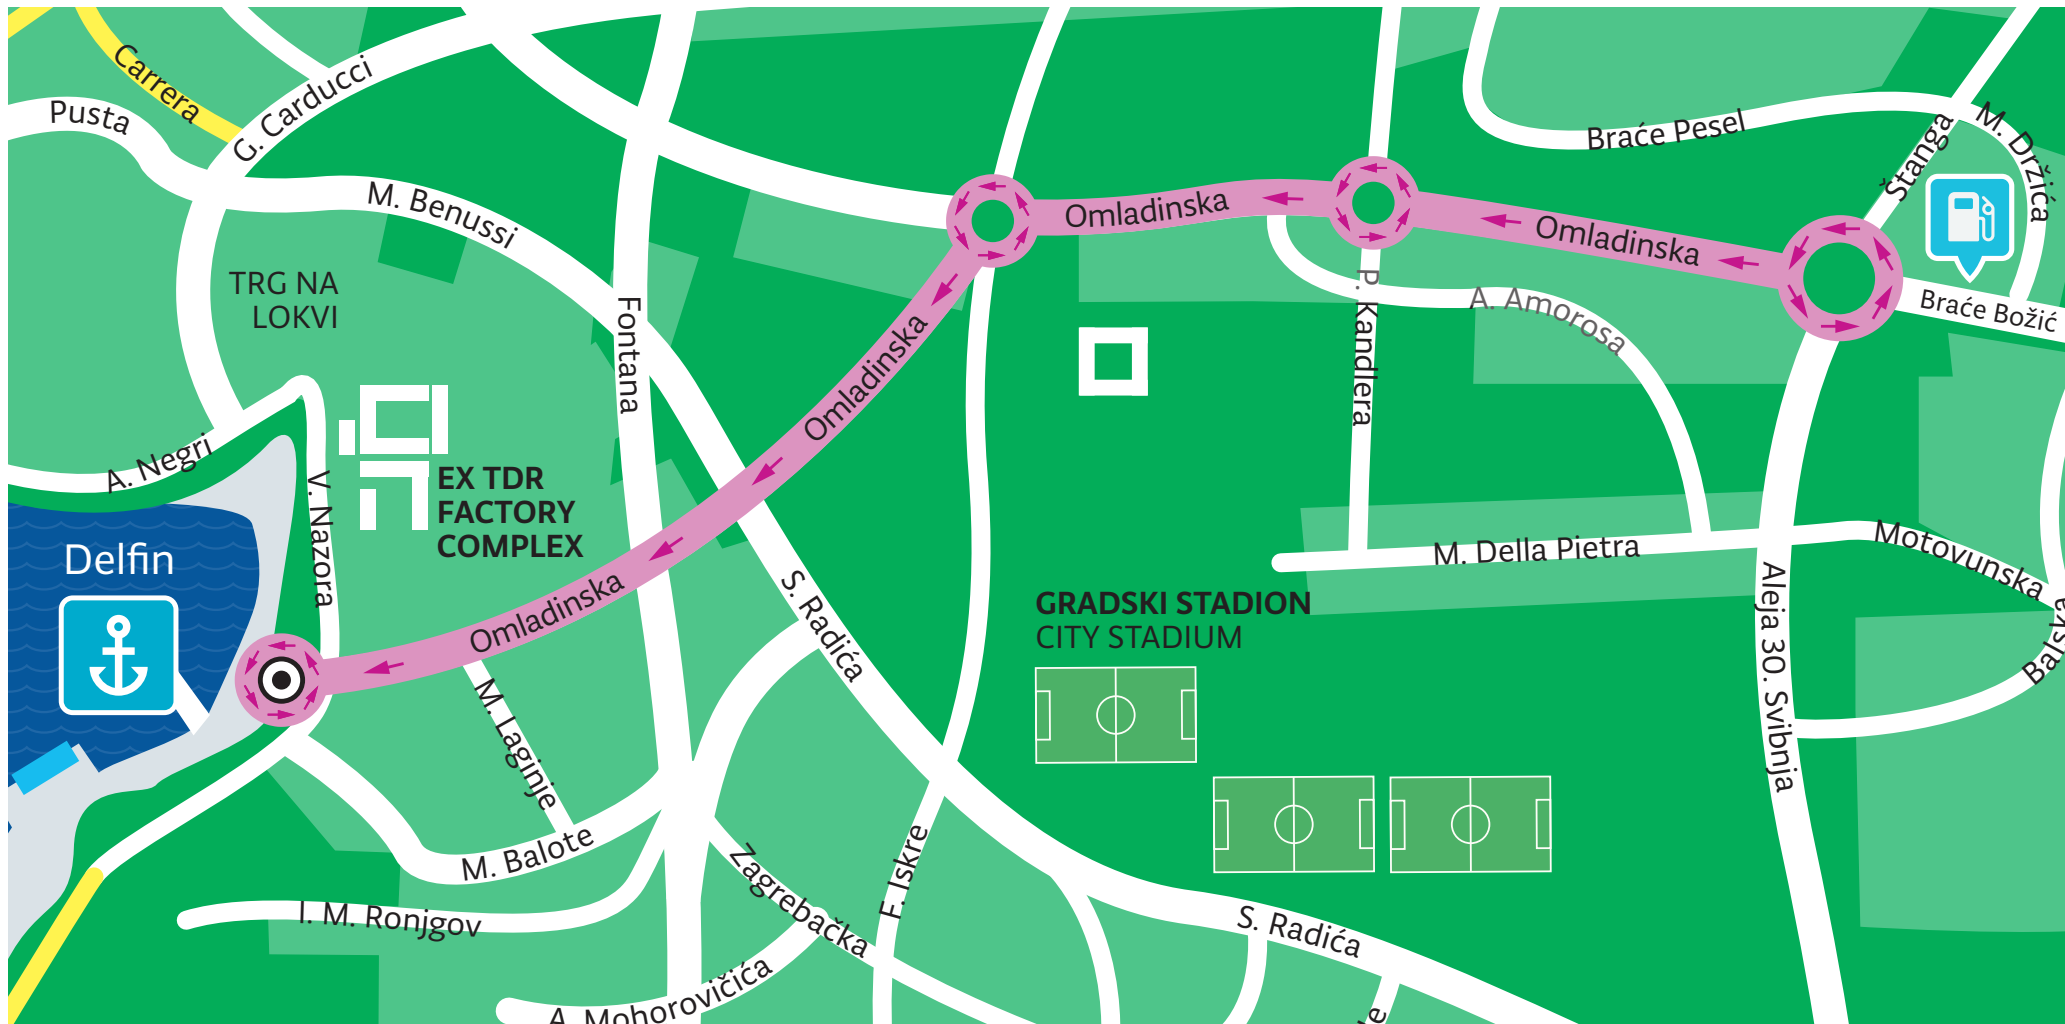 Carrera
Pusta
G. Carducci
M. Benussi
TRG NA
LOKVI
Fontana
Omladinska
Omladinska
Braće Pesel
Štanga
M. Držića
Braće Božić
P. Kandlera
A. Amorosa
Omladinska
A. Negri
V. Nazora
EX TDR
FACTORY
COMPLEX
Delfin
Omladinska
M. Della Pietra
Motovunska
S. Radića
GRADSKI STADION
CITY STADIUM
Aleja 30. Svibnja
M. Laginje
M. Balote
I. M. Ronjgov
Zagrebačka
F. Iskre
S. Radića
A. Mohorovičića